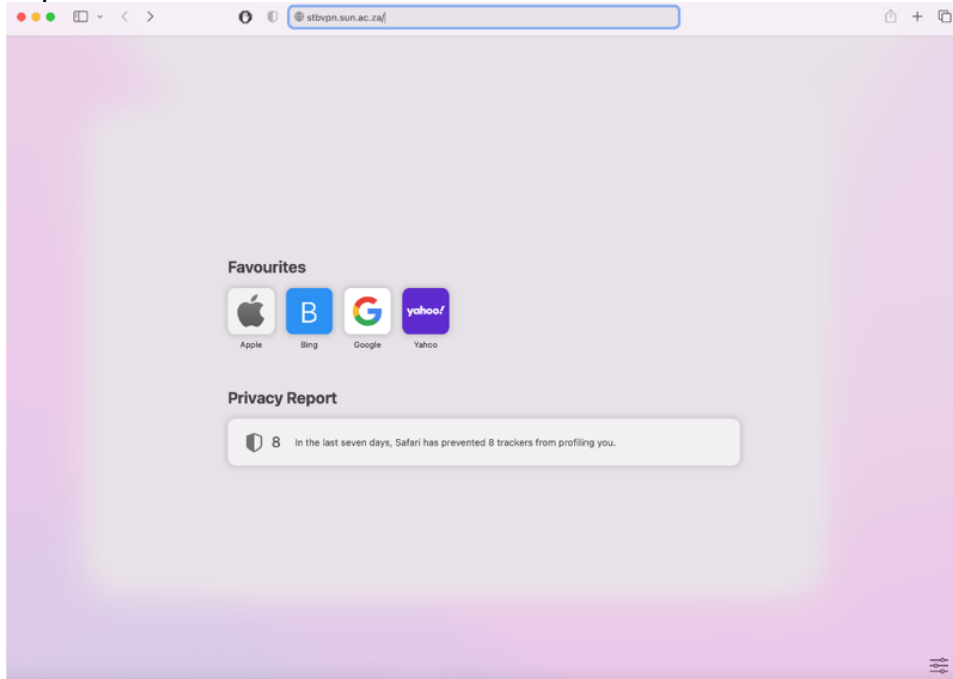 stbvpn.sun.ac.za/
Favourites
B
G
yahoo!
Apple
Bing
Google
Yahoo
Privacy Report
8 In the last seven days, Safari has prevented 8 trackers from profiling you.